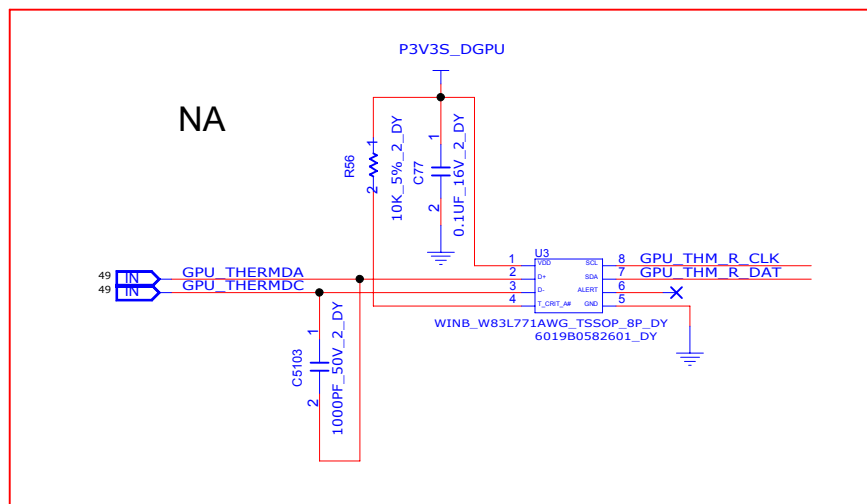 P3V3S_DGPU
NA
1
R56
2
10K_5%_2_DY
1
C77
2
0.1UF_16V_2_DY
U3
1 VDD SCL 8 GPU_THM_R_CLK
49 IN GPU_THERMDA 2 D+ SDA 7 GPU_THM_R_DAT
49 IN GPU_THERMDC 3 D- ALERT 6
4 T_CRIT_A# GND 5
WINB_W83L771AWG_TSSOP_8P_DY
6019B0582601_DY
1
C5103
2
1000PF_50V_2_DY